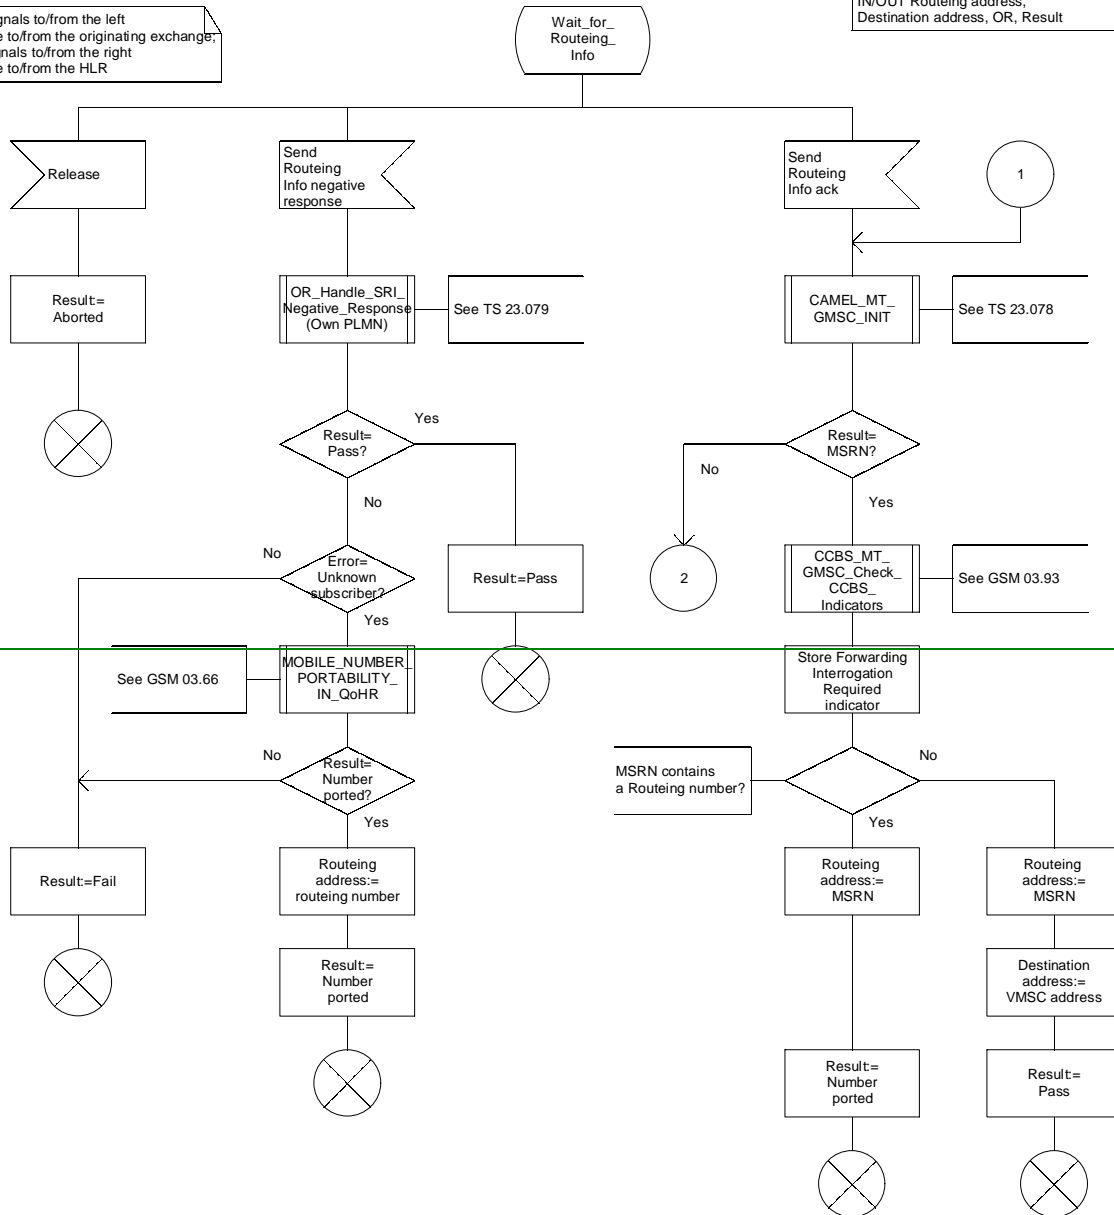 gnals to/from the left
e to/from the originating exchange;
gnals to/from the right
e to/from the HLR
Wait_for_
Routeing_
Info
IN/OUT Routeing address,
Destination address, OR, Result
Release
Send
Routeing
Info negative
response
Send
Routeing
Info ack
1
Result:=
Aborted
OR_Handle_SRI_
Negative_Response
(Own PLMN)
See TS 23.079
CAMEL_MT_
GMSC_INIT
See TS 23.078
Result=
Pass?
Yes
No
Result=
MSRN?
No
Yes
No
Error=
Unknown
subscriber?
Yes
Result:=Pass
2
CCBS_MT_
GMSC_Check_
CCBS_
Indicators
See GSM 03.93
See GSM 03.66
MOBILE_NUMBER_
PORTABILITY_
IN_QoHR
Store Forwarding
Interrogation
Required
indicator
No
Result=
Number
ported?
Yes
MSRN contains
a Routeing number?
No
Yes
Result:=Fail
Routeing
address:=
routeing number
Routeing
address:=
MSRN
Routeing
address:=
MSRN
Result:=
Number
ported
Destination
address:=
VMSC address
Result:=
Number
ported
Result:=
Pass